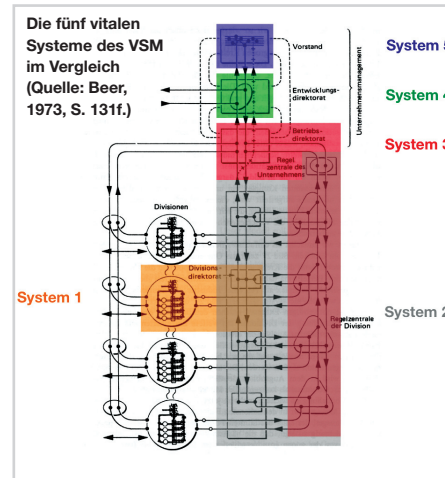 Die fünf vitalen
Systeme des VSM
im Vergleich
(Quelle: Beer,
1973, S. 131f.)
Vorstand
System 5
Entwicklungs-
direktorat
System 4
Unternehmensmanagement
Betriebs-
direktorat
System 3
Regel
zentrale des
Unternehmens
Divisionen
Divisions-
direktorat
System 1
Regelzentrale
der Division
System 2